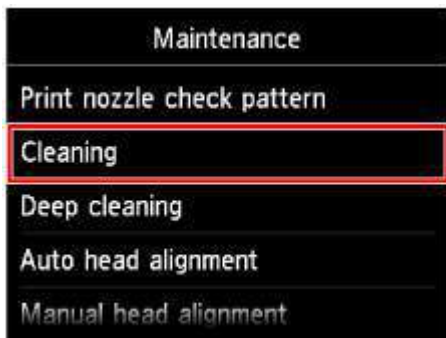 Maintenance
Print nozzle check pattern
Cleaning
Deep cleaning
Auto head alignment
Manual head alignment